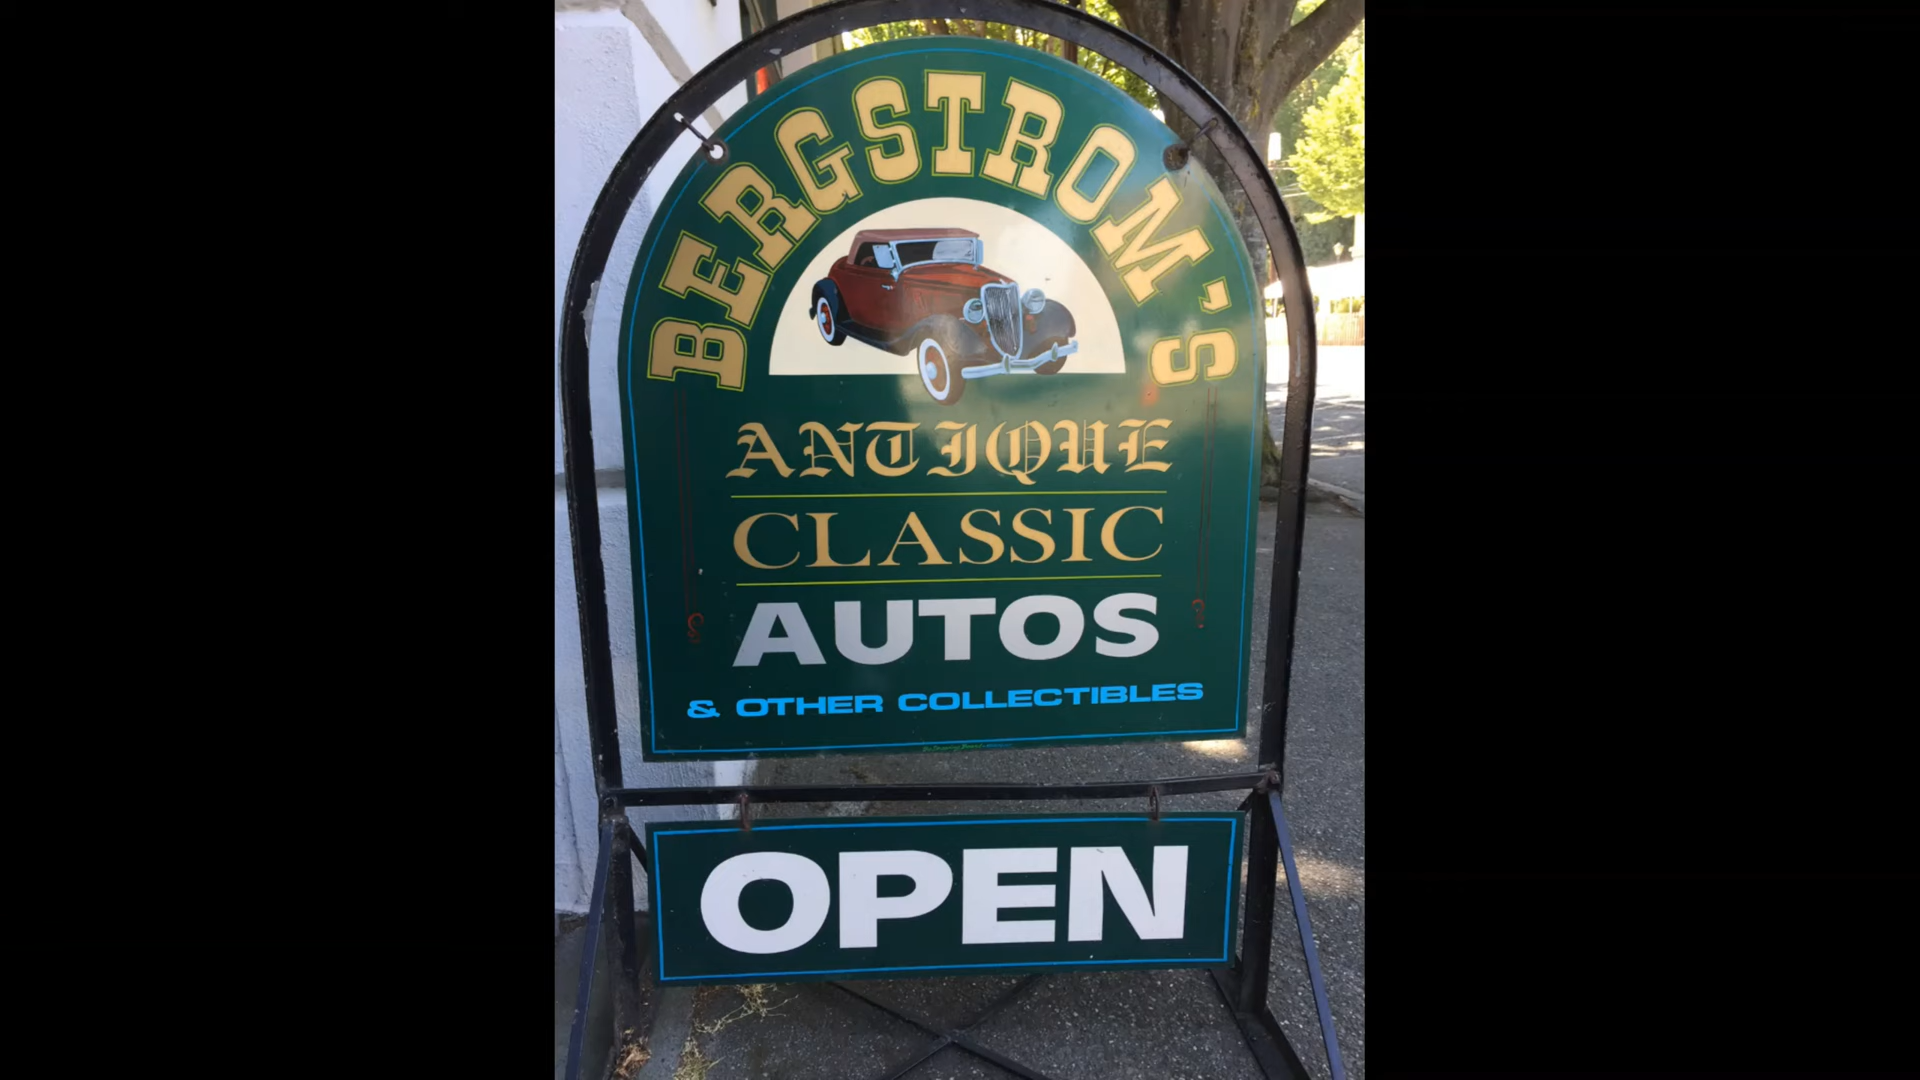 BERGSTROM'S
ANTIQUE
CLASSIC
AUTOS
& OTHER COLLECTIBLES
OPEN